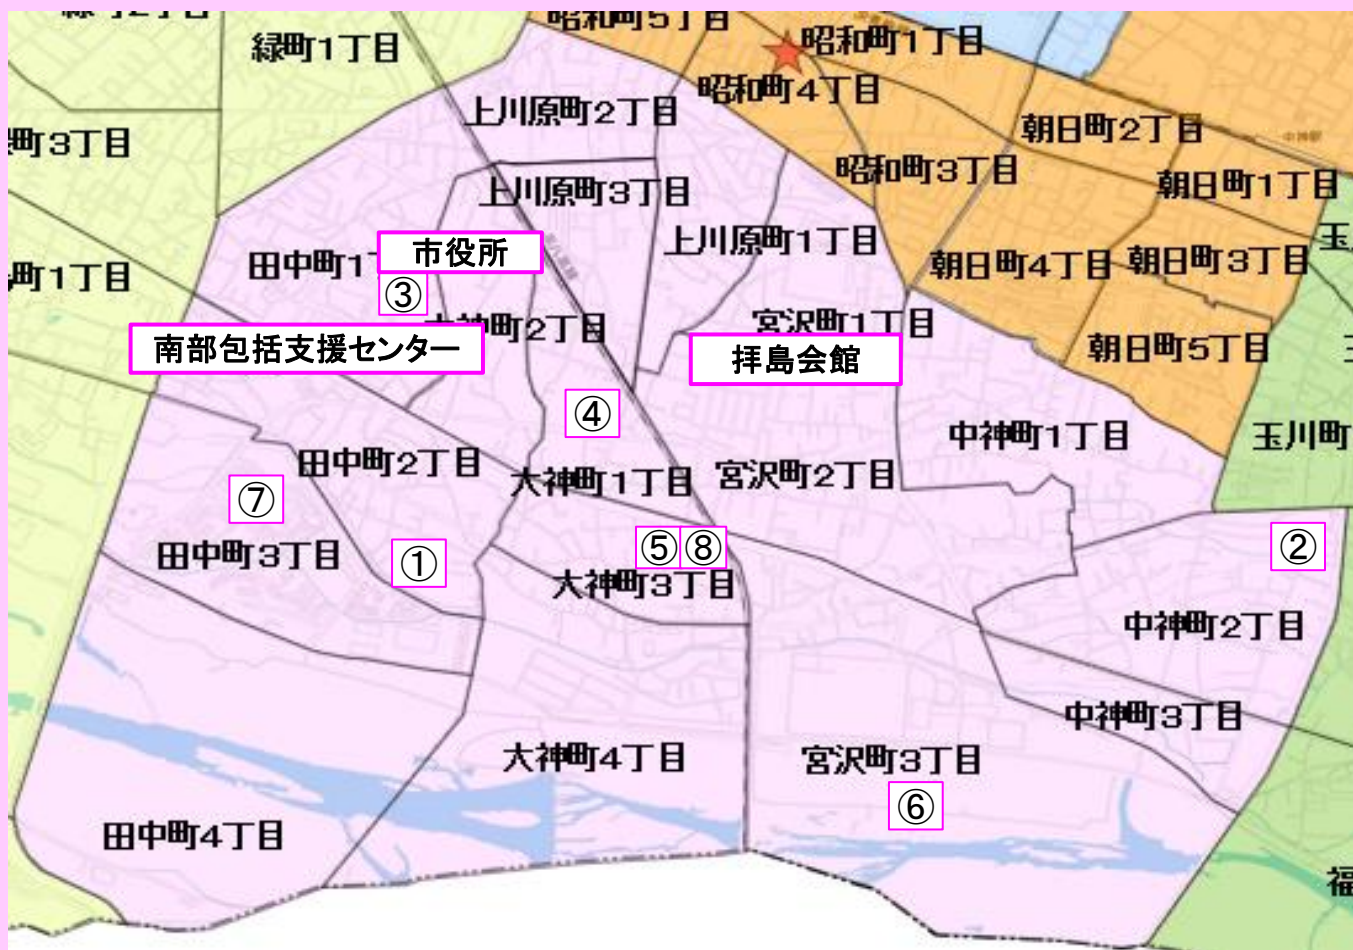 緑町1丁目
昭和町5丁目
昭和町1丁目
昭和町4丁目
上川原町2丁目
朝日町2丁目
町3丁目
昭和町3丁目
朝日町1丁目
上川原町3丁目
上川原町1丁目
玉
市役所
田中町1
朝日町4丁目
朝日町3丁目
町1丁目
③
大神町2丁目
宮沢町1丁目
南部包括支援センター
拝島会館
朝日町5丁目
④
中神町1丁目
玉川町
田中町2丁目
大神町1丁目
宮沢町2丁目
⑦
田中町3丁目
①
⑤
⑧
②
大神町3丁目
中神町2丁目
中神町3丁目
大神町4丁目
宮沢町3丁目
⑥
田中町4丁目
福